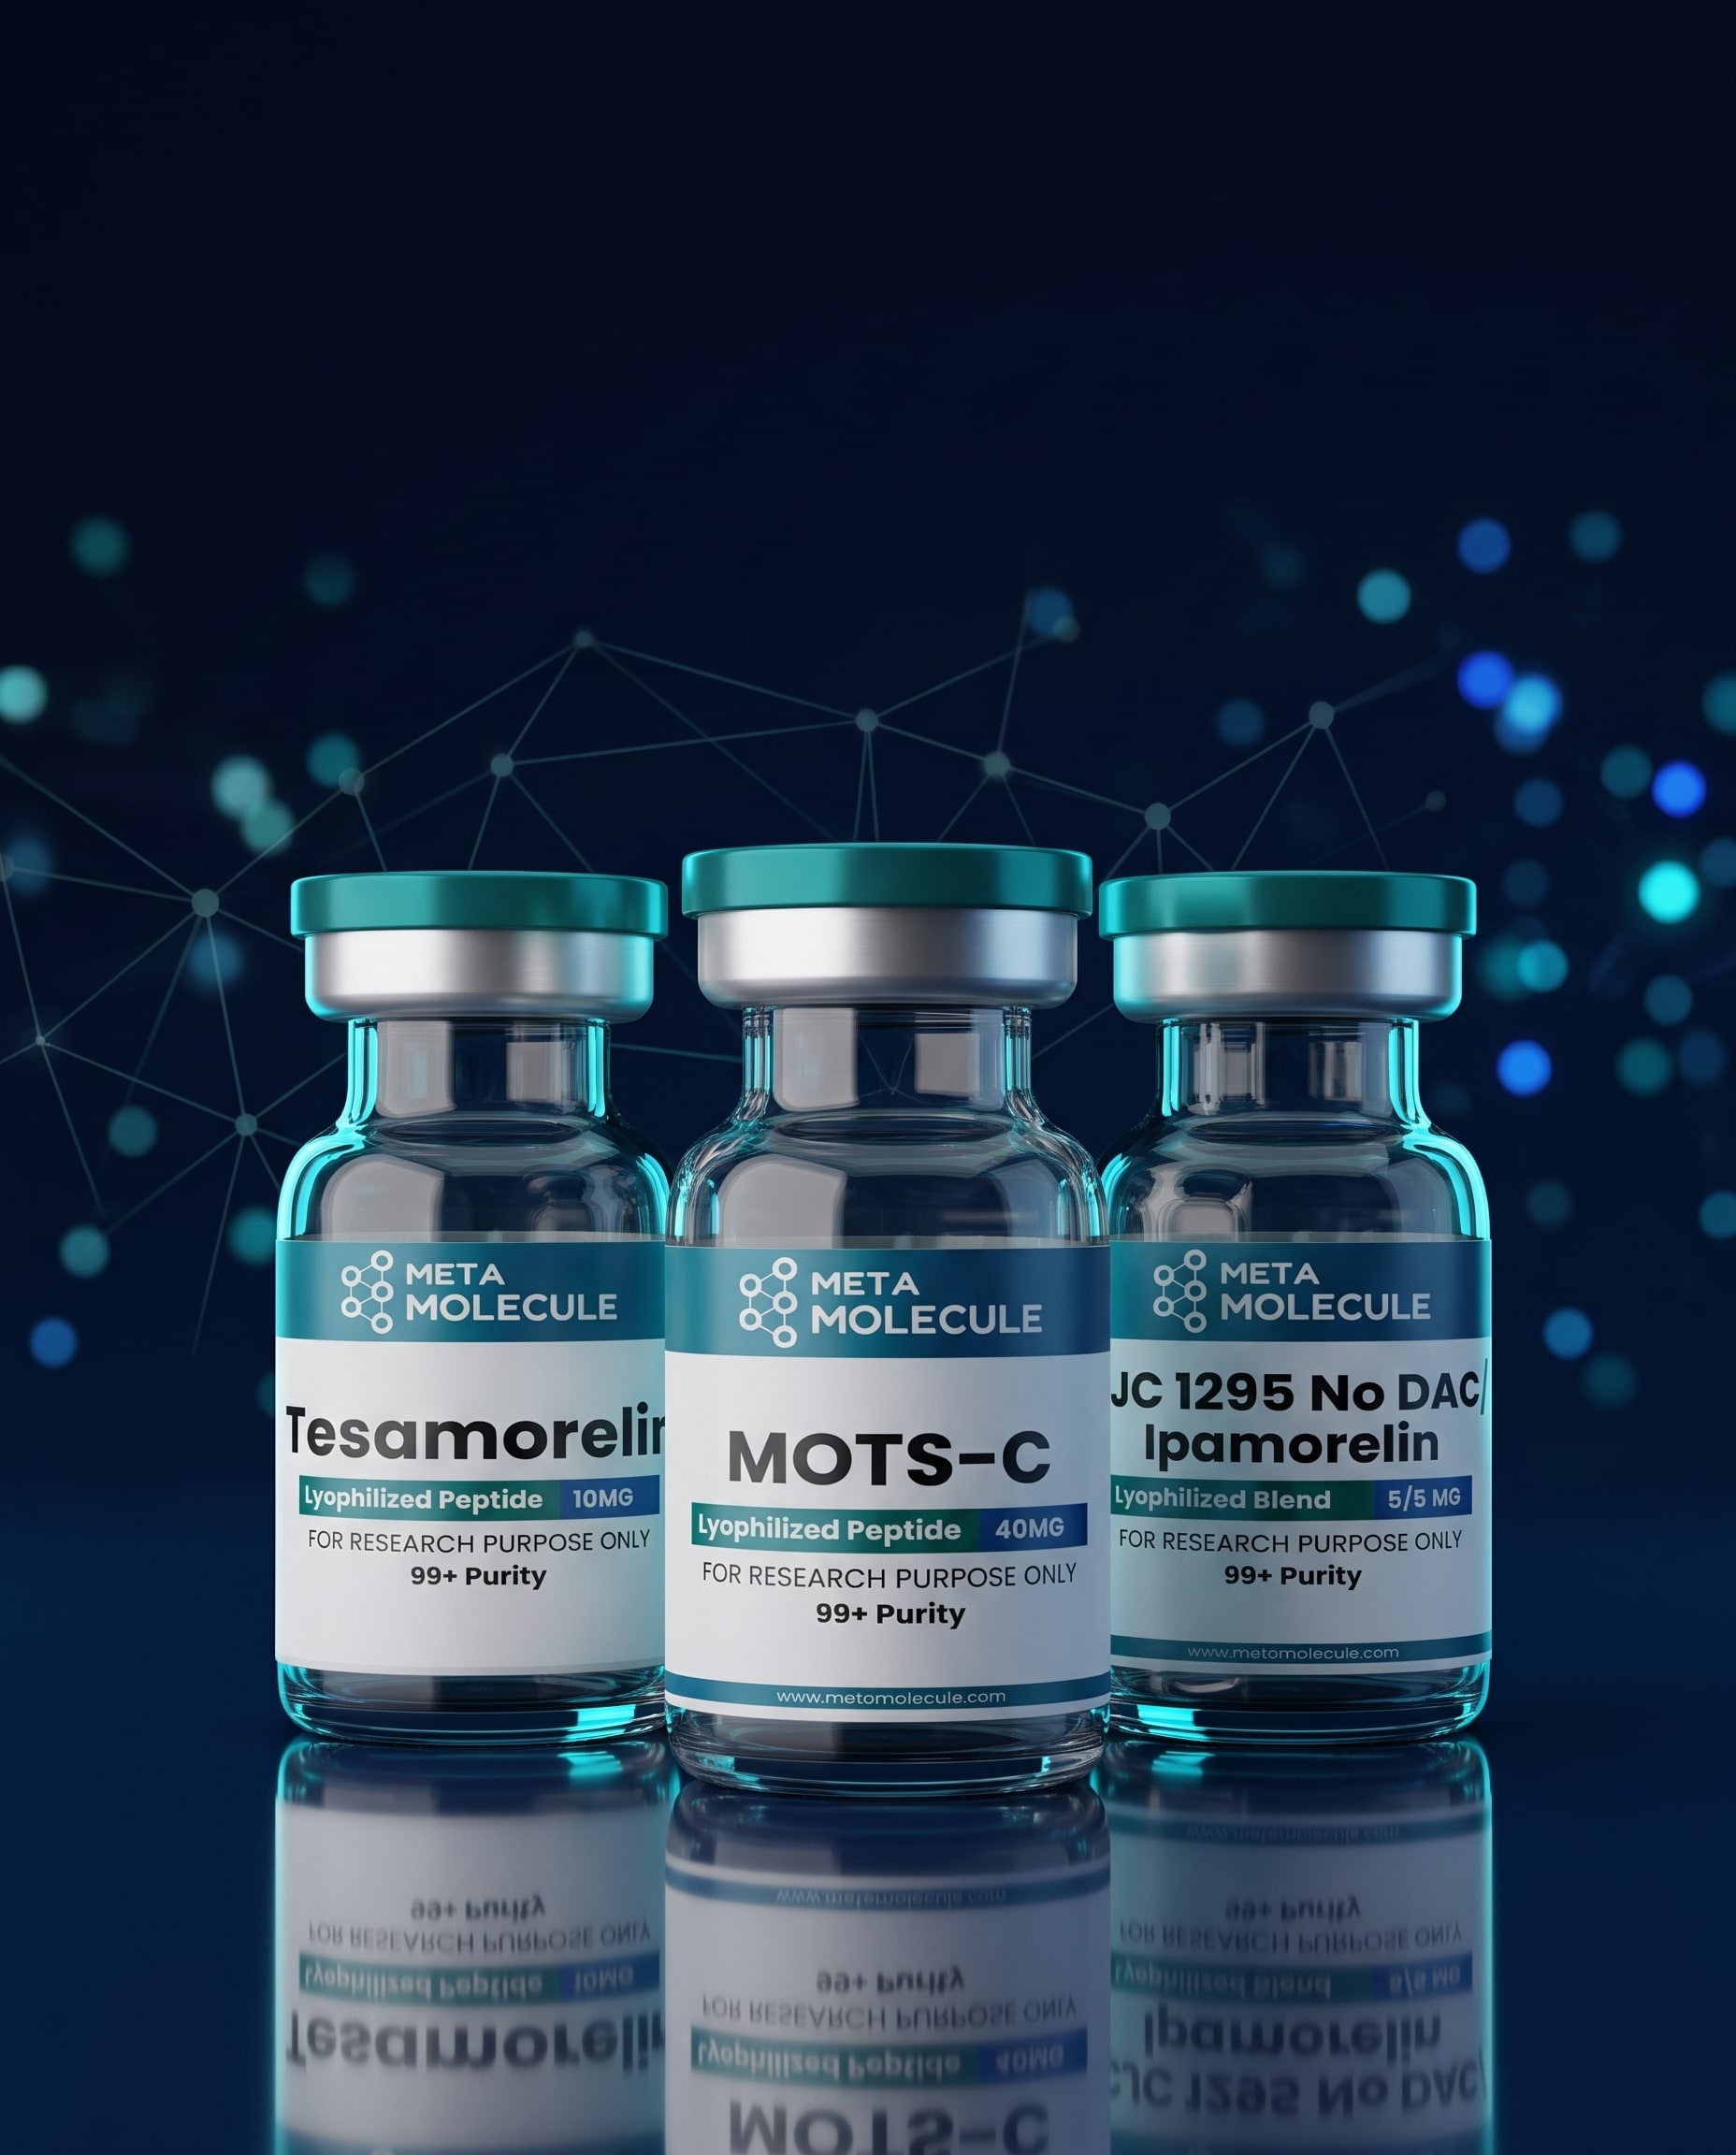 META
MOLECULE
Tesamorelin
Lyophilized Peptide 10MG
FOR RESEARCH PURPOSE ONLY
99+ Purity
META
MOLECULE
MOTS-C
Lyophilized Peptide 40MG
FOR RESEARCH PURPOSE ONLY
99+ Purity
www.metomolecule.com
META
MOLECULE
JC 1295 No DAC/
Ipamorelin
Lyophilized Blend 5/5 MG
FOR RESEARCH PURPOSE ONLY
99+ Purity
www.metomolecule.com